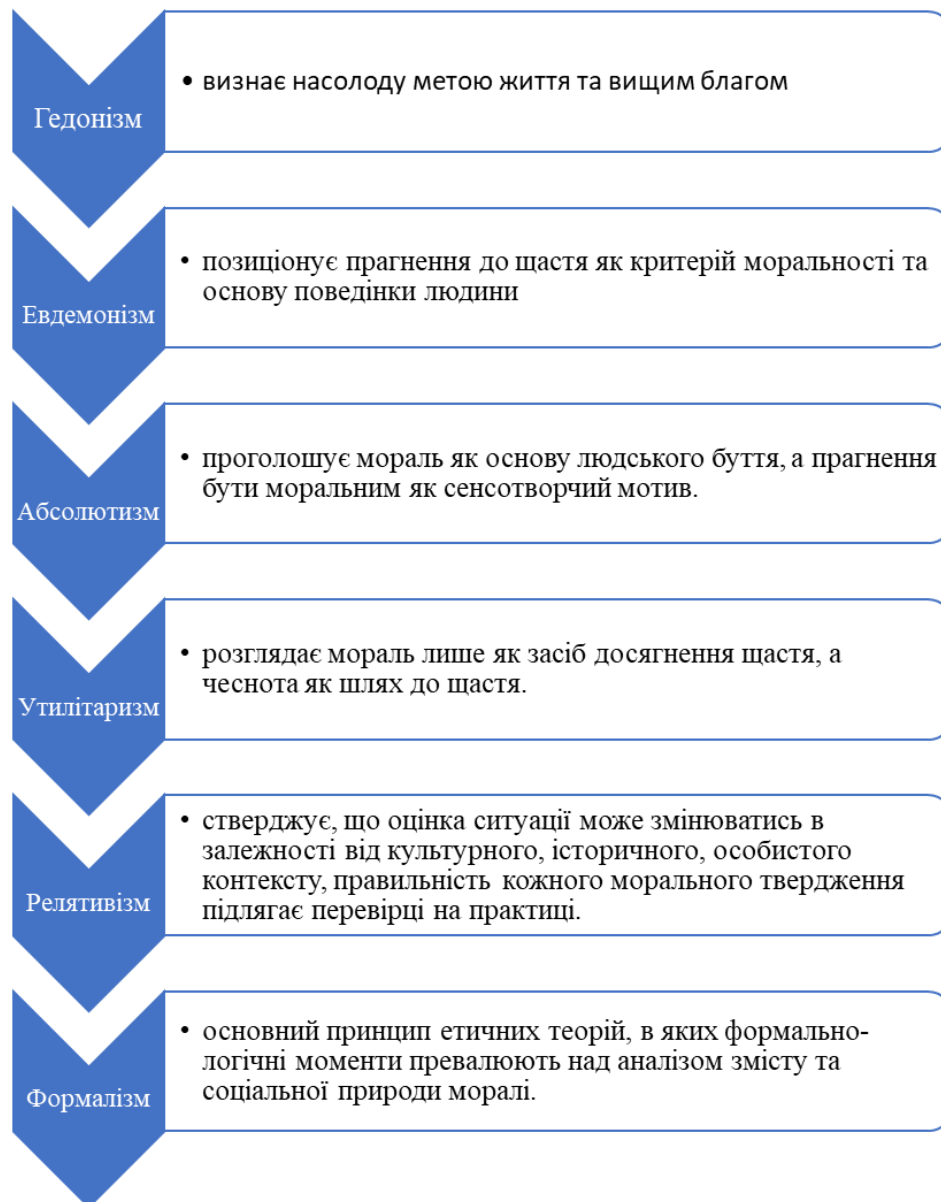 Гедонізм
• визнає насолоду метою життя та вищим благом
Евдемонізм
• позиціонує прагнення до щастя як критерій моральності та
основу поведінки людини
Абсолютизм
• проголошує мораль як основу людського буття, а прагнення
бути моральним як сенсотворчий мотив.
Утилітаризм
• розглядає мораль лише як засіб досягнення щастя, а
чеснота як шлях до щастя.
Релятивізм
• стверджує, що оцінка ситуації може змінюватись в
залежності від культурного, історичного, особистого
контексту, правильність кожного морального твердження
підлягає перевірці на практиці.
Формалізм
• основний принцип етичних теорій, в яких формально-
логічні моменти превалюють над аналізом змісту та
соціальної природи моралі.